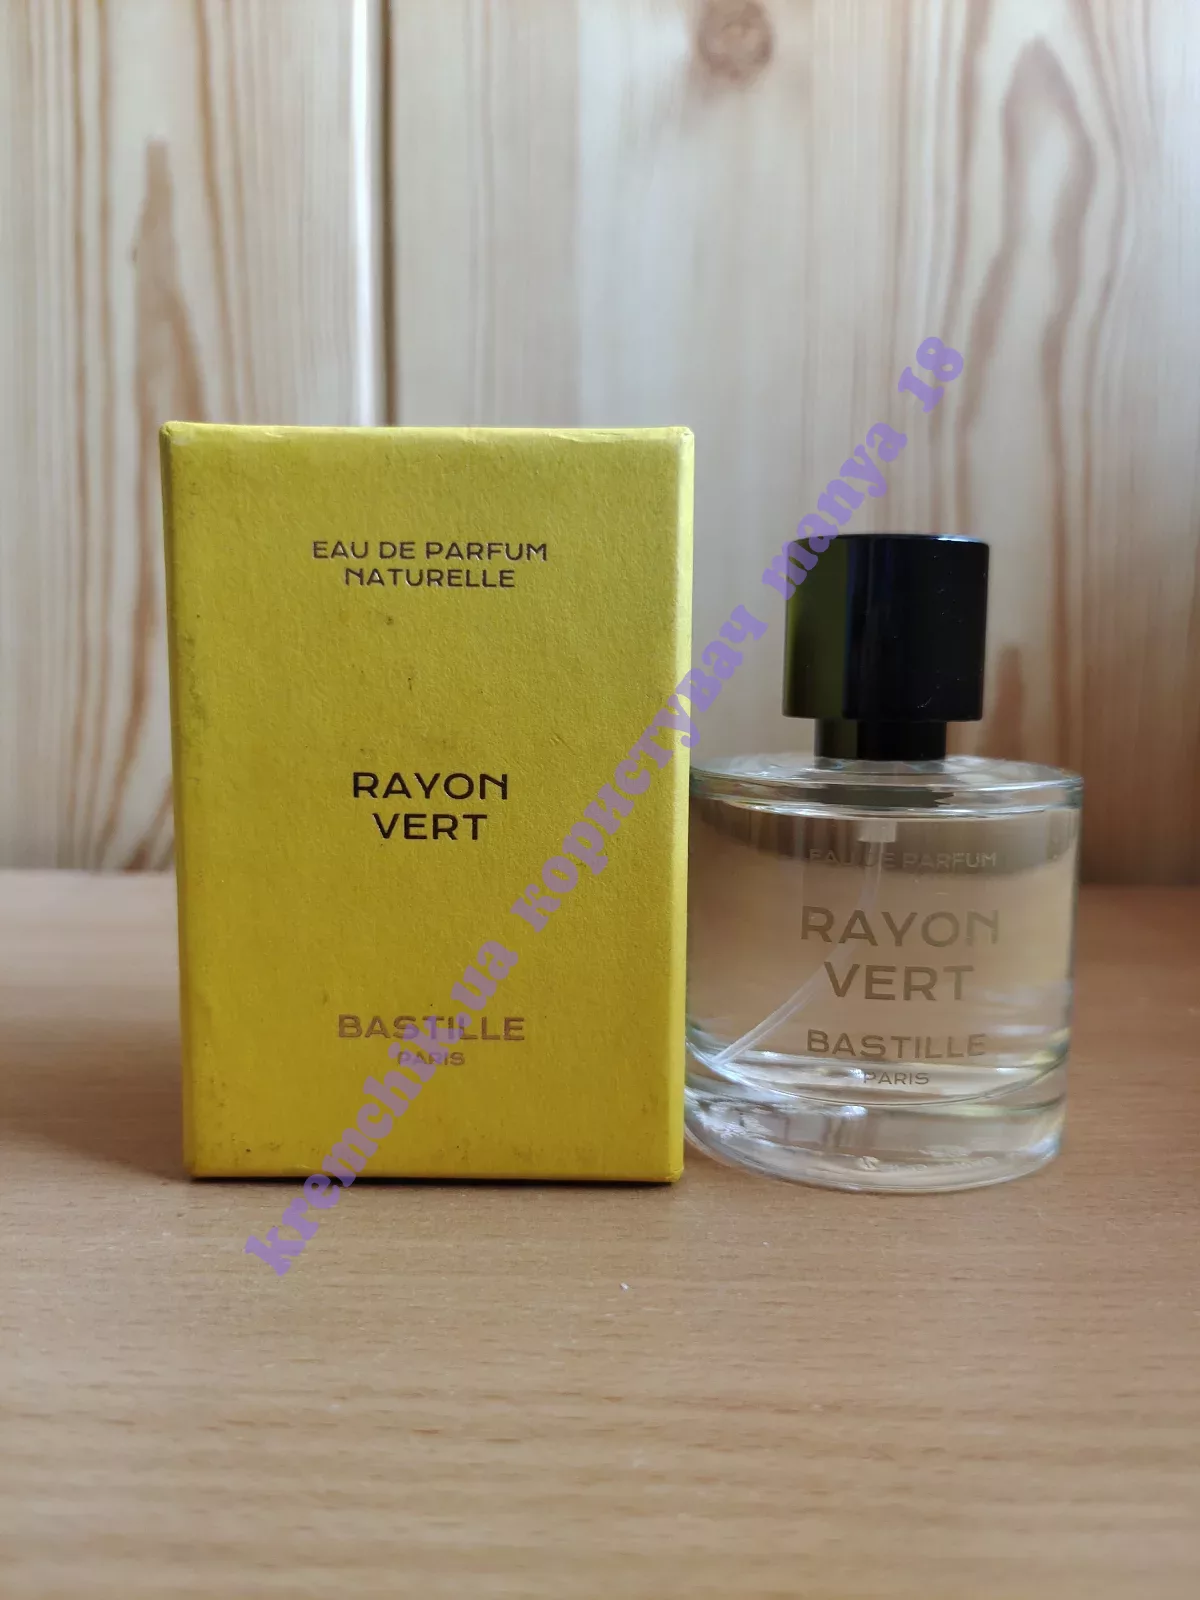 EAU DE PARFUM
NATURELLE
RAYON
VERT
BASTILLE
PARIS
EAU DE PARFUM
RAYON
VERT
BASTILLE
PARIS
kremchik.ua користувач manya 18